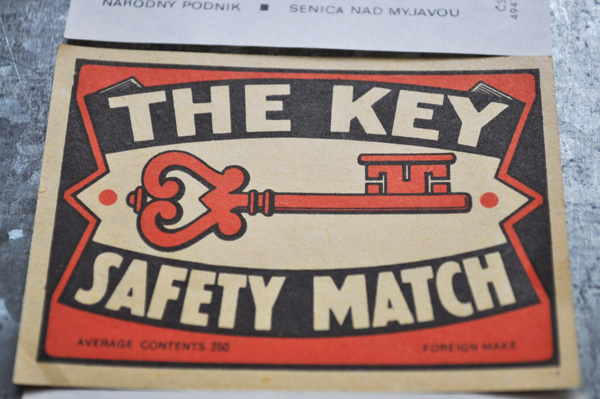 NÁRODNÝ PODNIK ■ SENICA NAD MYJAVOU
THE KEY
SAFETY MATCH
AVERAGE CONTENTS 250
FOREIGN MAKE